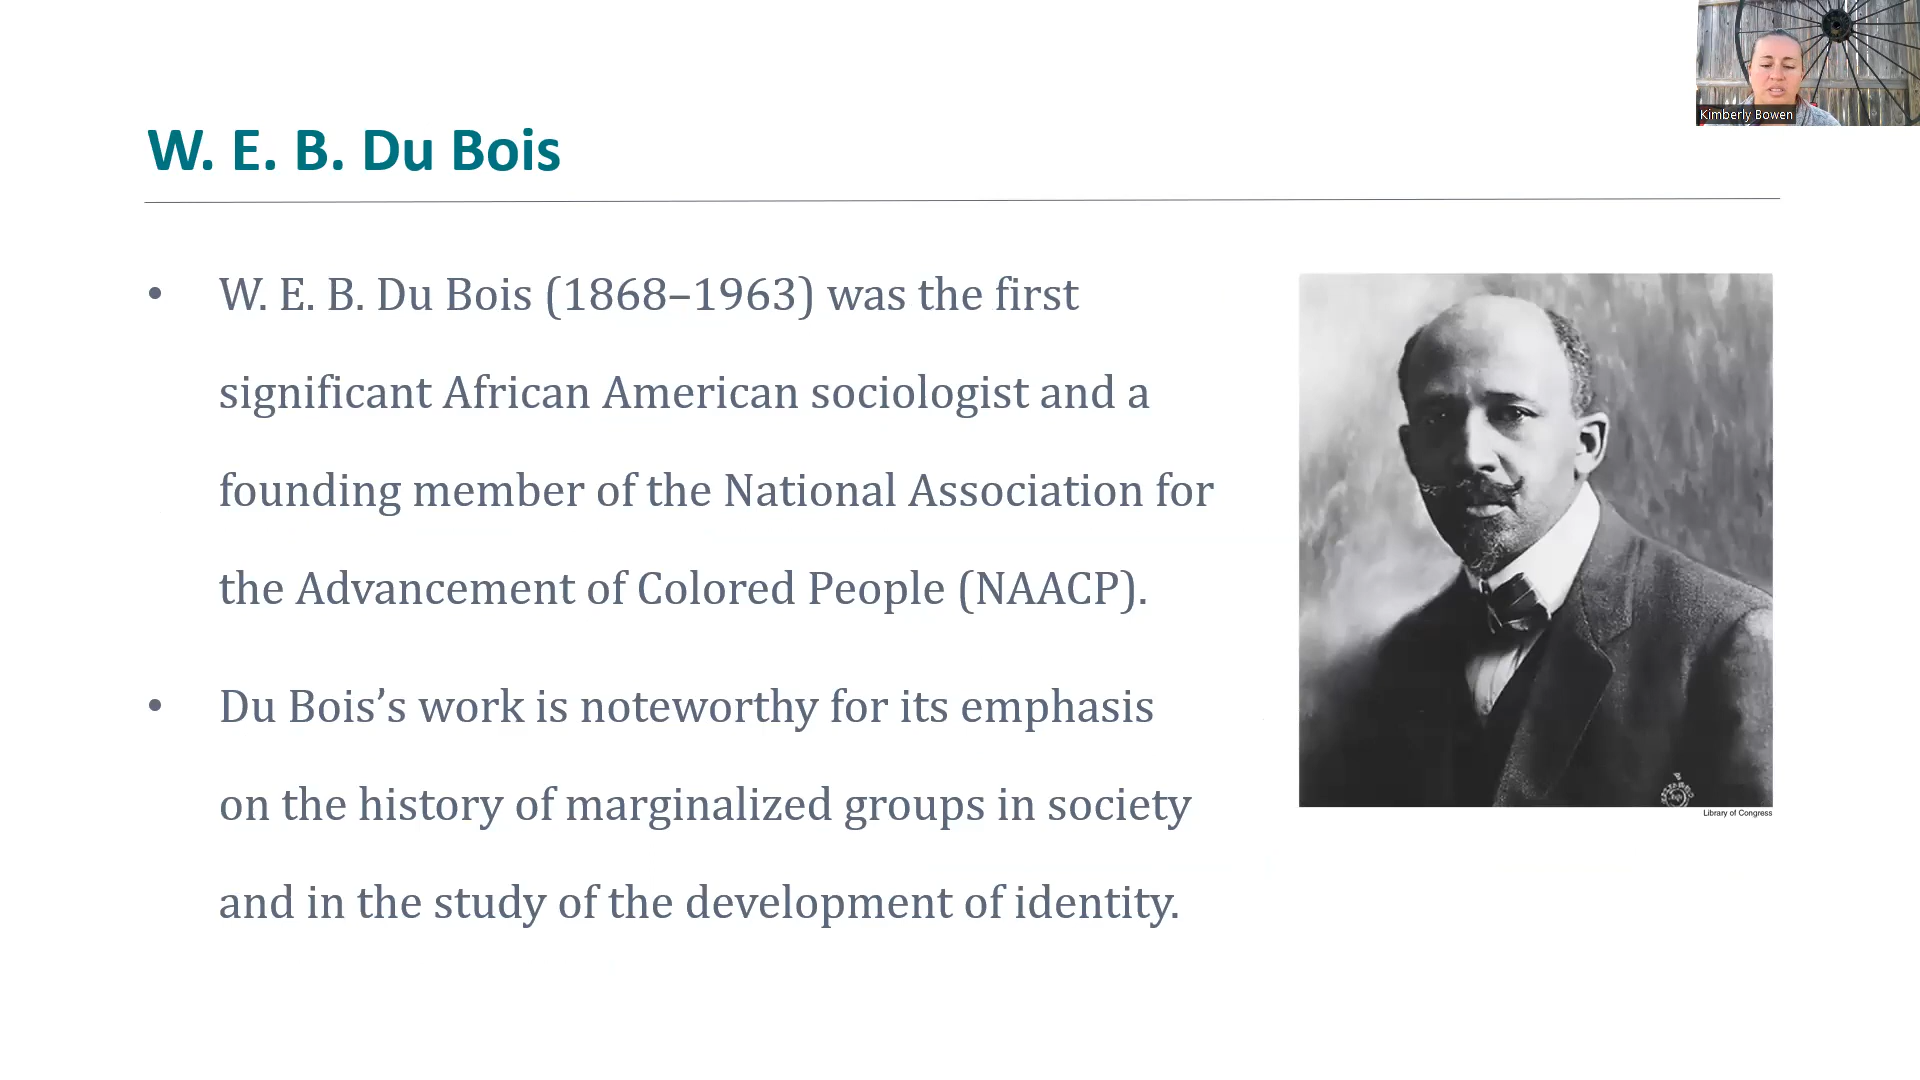 Kimberly Bowen
W. E. B. Du Bois
• W. E. B. Du Bois (1868–1963) was the first
significant African American sociologist and a
founding member of the National Association for
the Advancement of Colored People (NAACP).
• Du Bois’s work is noteworthy for its emphasis
on the history of marginalized groups in society
and in the study of the development of identity.
Library of Congress